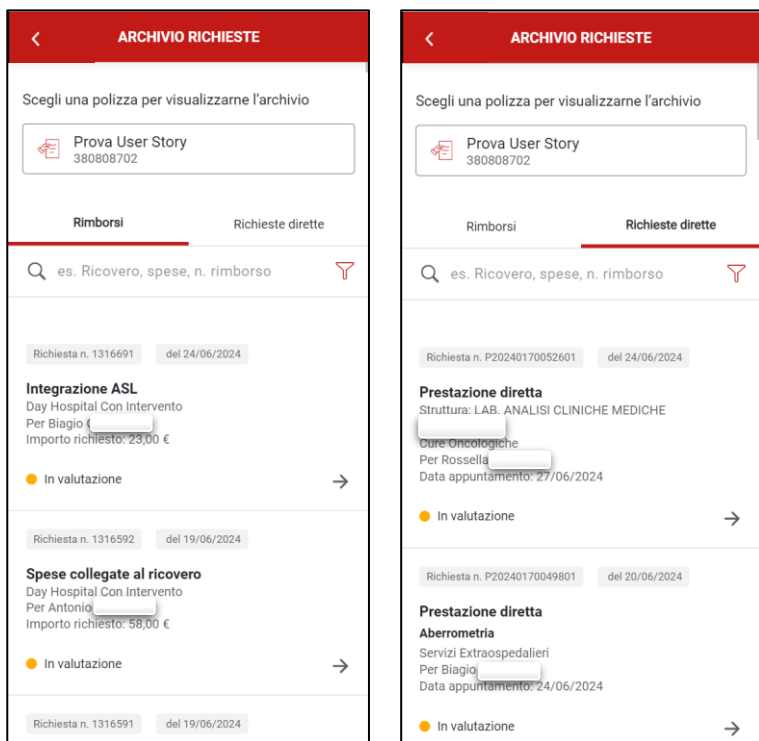 ARCHIVIO RICHIESTE
Scegli una polizza per visualizzarne l'archivio
Prova User Story
380808702
Rimborsi
Richieste dirette
es. Ricovero, spese, n. rimborso
Richiesta n. 1316691
del 24/06/2024
Integrazione ASL
Day Hospital Con Intervento
Per Biagio
Importo richiesto: 23,00 €
In valutazione
Richiesta n. 1316592
del 19/06/2024
Spese collegate al ricovero
Day Hospital Con Intervento
Per Antonio
Importo richiesto: 58,00 €
In valutazione
Richiesta n. 1316591
del 19/06/2024
ARCHIVIO RICHIESTE
Scegli una polizza per visualizzarne l'archivio
Prova User Story
380808702
Rimborsi
Richieste dirette
es. Ricovero, spese, n. rimborso
Richiesta n. P20240170052601
del 24/06/2024
Prestazione diretta
Struttura: LAB. ANALISI CLINICHE MEDICHE
Cure Oncologiche
Per Rossella
Data appuntamento: 27/06/2024
In valutazione
Richiesta n. P20240170049801
del 20/06/2024
Prestazione diretta
Aberrometria
Servizi Extraospedalieri
Per Biagio
Data appuntamento: 24/06/2024
In valutazione